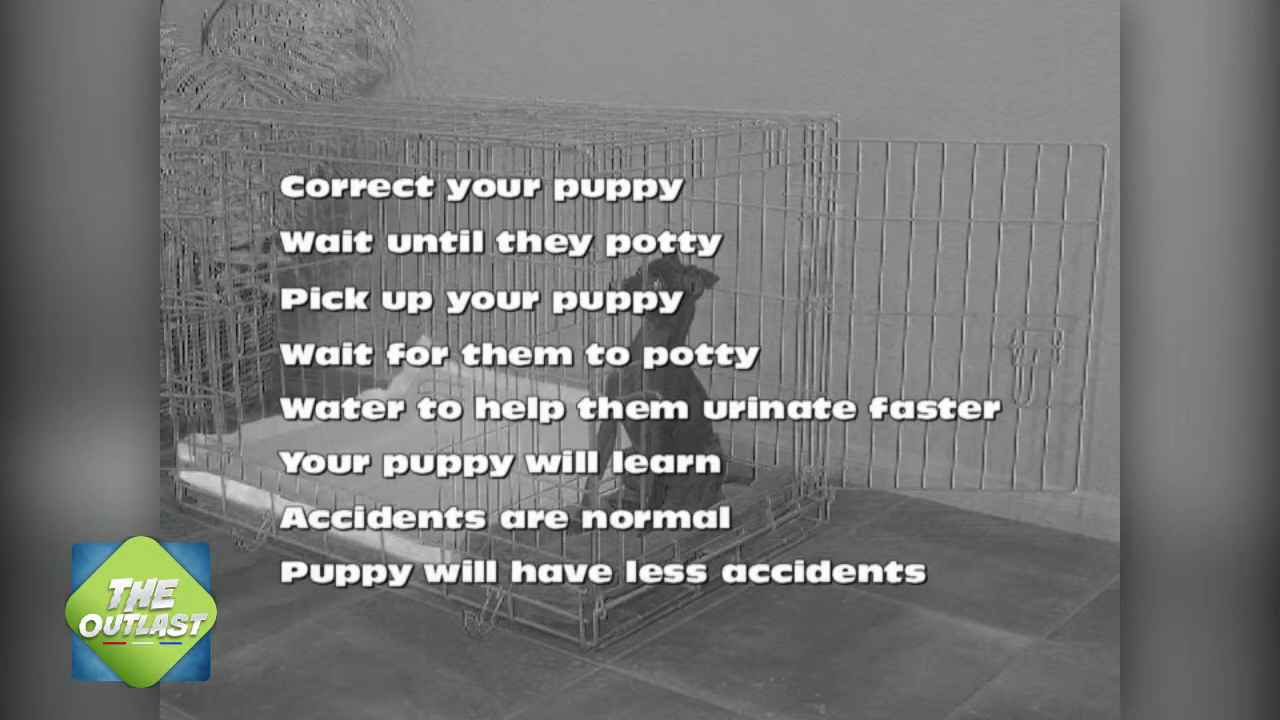 Correct your puppy
Wait until they potty
Pick up your puppy
Wait for them to potty
Water to help them urinate faster
Your puppy will learn
Accidents are normal
Puppy will have less accidents
THE
OUTLAST